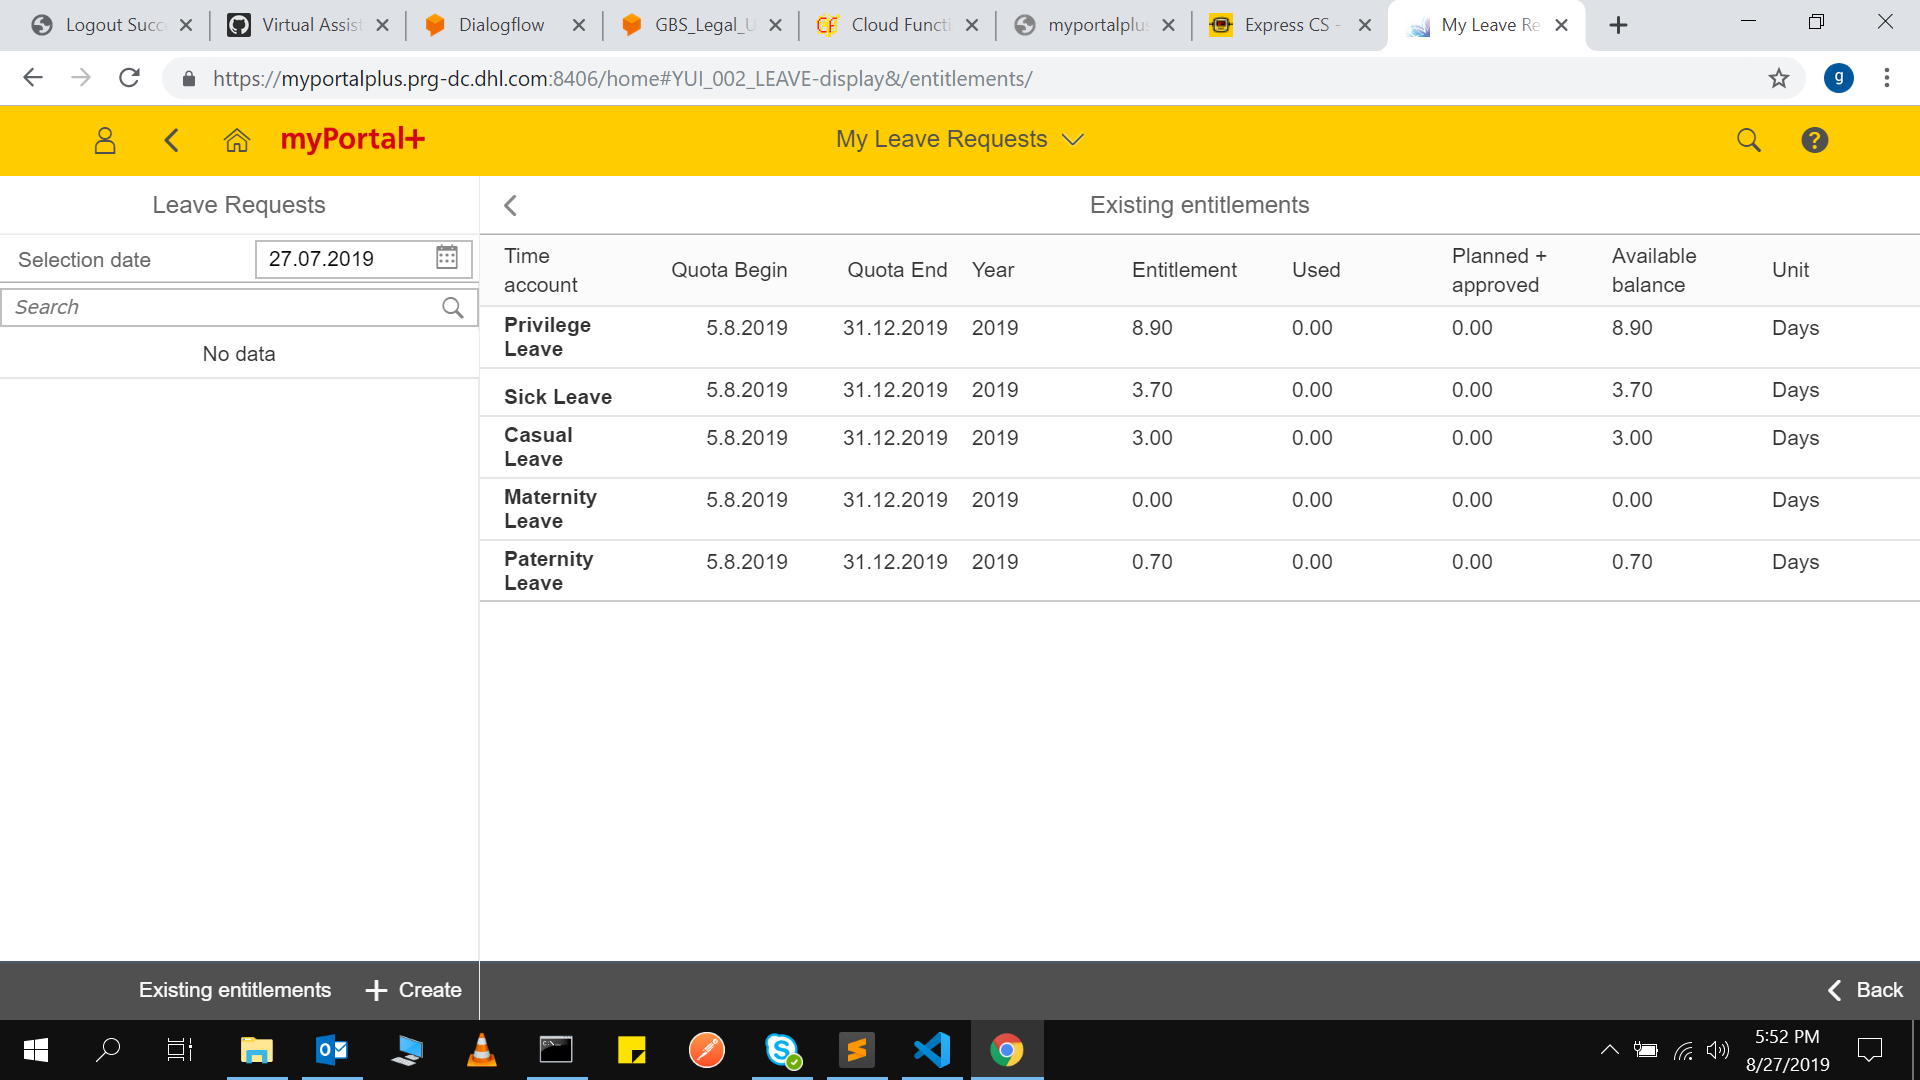 Logout Succ
Virtual Assist
Dialogflow
GBS_Legal_U
Cloud Functi
myportalplus
Express CS -
My Leave Re
https://myportalplus.prg-dc.dhl.com:8406/home#YUI_002_LEAVE-display&/entitlements/
g
myPortal+
My Leave Requests
?
Leave Requests
Existing entitlements
Selection date 27.07.2019
Search
No data
Time account Quota Begin Quota End Year Entitlement Used Planned + approved Available balance Unit
Privilege Leave 5.8.2019 31.12.2019 2019 8.90 0.00 0.00 8.90 Days
Sick Leave 5.8.2019 31.12.2019 2019 3.70 0.00 0.00 3.70 Days
Casual Leave 5.8.2019 31.12.2019 2019 3.00 0.00 0.00 3.00 Days
Maternity Leave 5.8.2019 31.12.2019 2019 0.00 0.00 0.00 0.00 Days
Paternity Leave 5.8.2019 31.12.2019 2019 0.70 0.00 0.00 0.70 Days
Existing entitlements + Create
Back
5:52 PM
8/27/2019